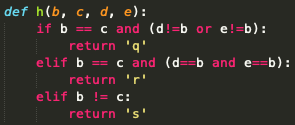 def h(b, c, d, e):
    if b == c and (d!=b or e!=b):
        return 'q'
    elif b == c and (d==b and e==b):
        return 'r'
    elif b != c:
        return 's'